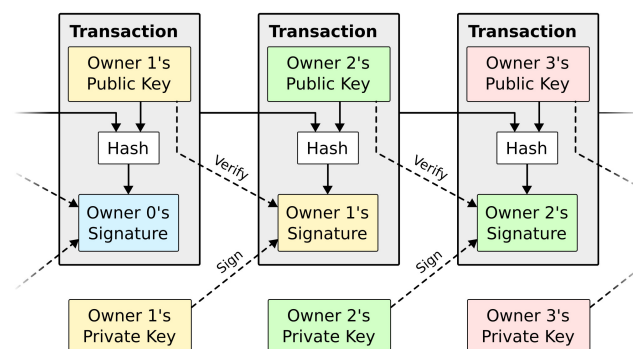 Transaction
Transaction
Transaction
Owner 1's
Public Key
Owner 2's
Public Key
Owner 3's
Public Key
Hash
Hash
Hash
Verify
Verify
Owner 0's
Signature
Owner 1's
Signature
Owner 2's
Signature
Sign
Sign
Owner 1's
Private Key
Owner 2's
Private Key
Owner 3's
Private Key